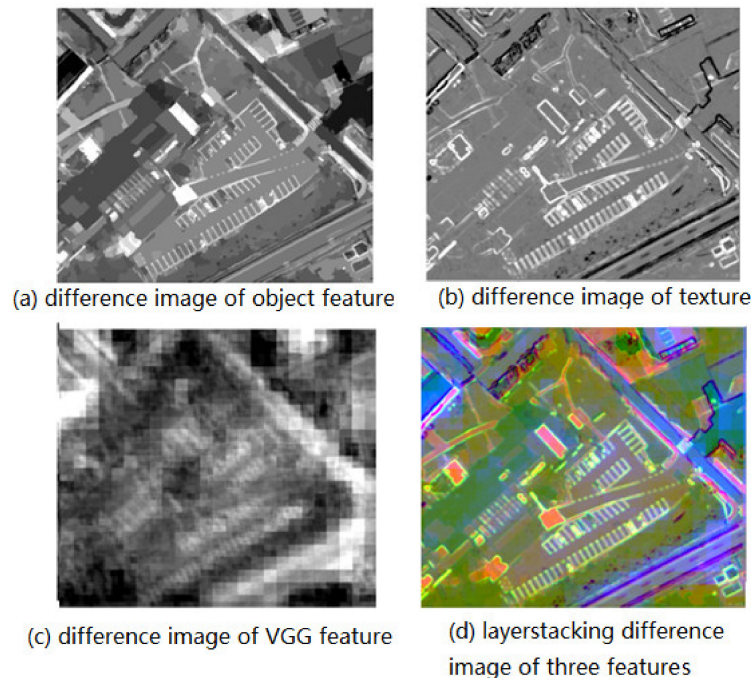 (a) difference image of object feature
(b) difference image of texture
(c) difference image of VGG feature
(d) layerstacking difference
image of three features